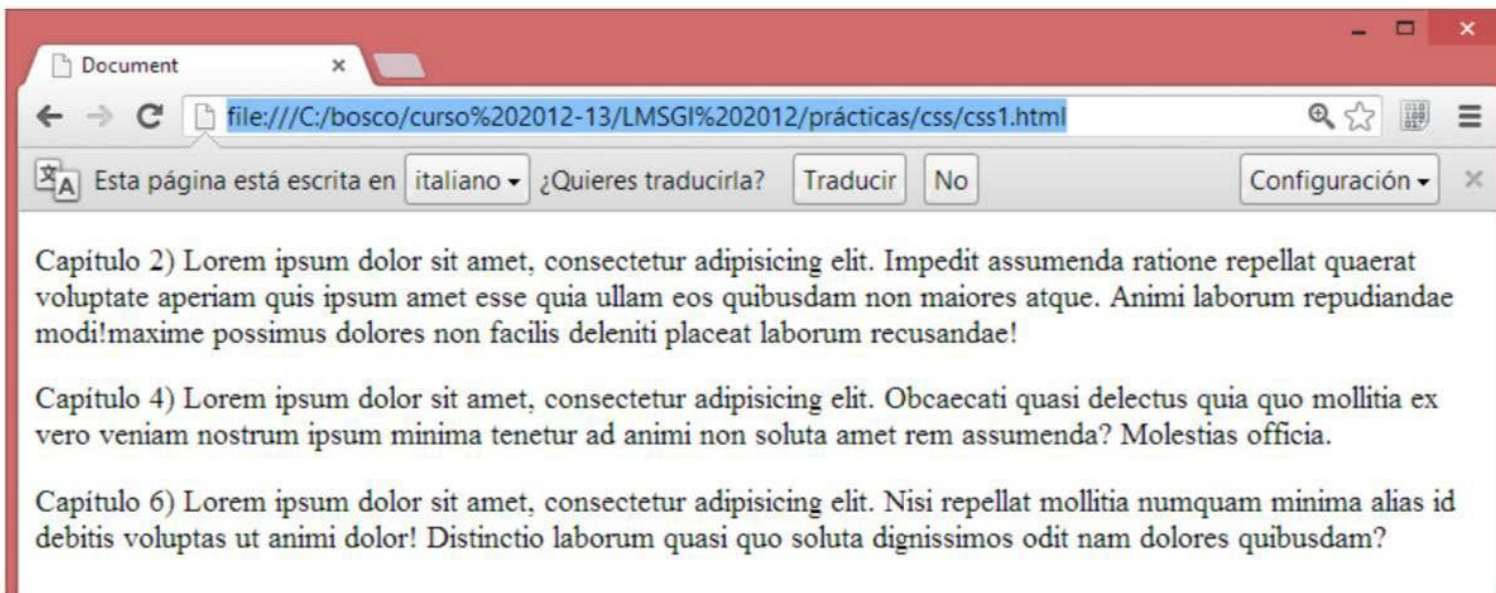 Document
file:///C:/bosco/curso%202012-13/LMSGI%202012/prácticas/css/css1.html
Esta página está escrita en italiano ¿Quieres traducirla? Traducir No Configuración
Capítulo 2) Lorem ipsum dolor sit amet, consectetur adipisicing elit. Impedit assumenda ratione repellat quaerat
voluptate aperiam quis ipsum amet esse quia ullam eos quibusdam non maiores atque. Animi laborum repudiandae
modi!maxime possimus dolores non facilis deleniti placeat laborum recusandae!
Capítulo 4) Lorem ipsum dolor sit amet, consectetur adipisicing elit. Obcaecati quasi delectus quia quo mollitia ex
vero veniam nostrum ipsum minima tenetur ad animi non soluta amet rem assumenda? Molestias officia.
Capítulo 6) Lorem ipsum dolor sit amet, consectetur adipisicing elit. Nisi repellat mollitia numquam minima alias id
debitis voluptas ut animi dolor! Distinctio laborum quasi quo soluta dignissimos odit nam dolores quibusdam?